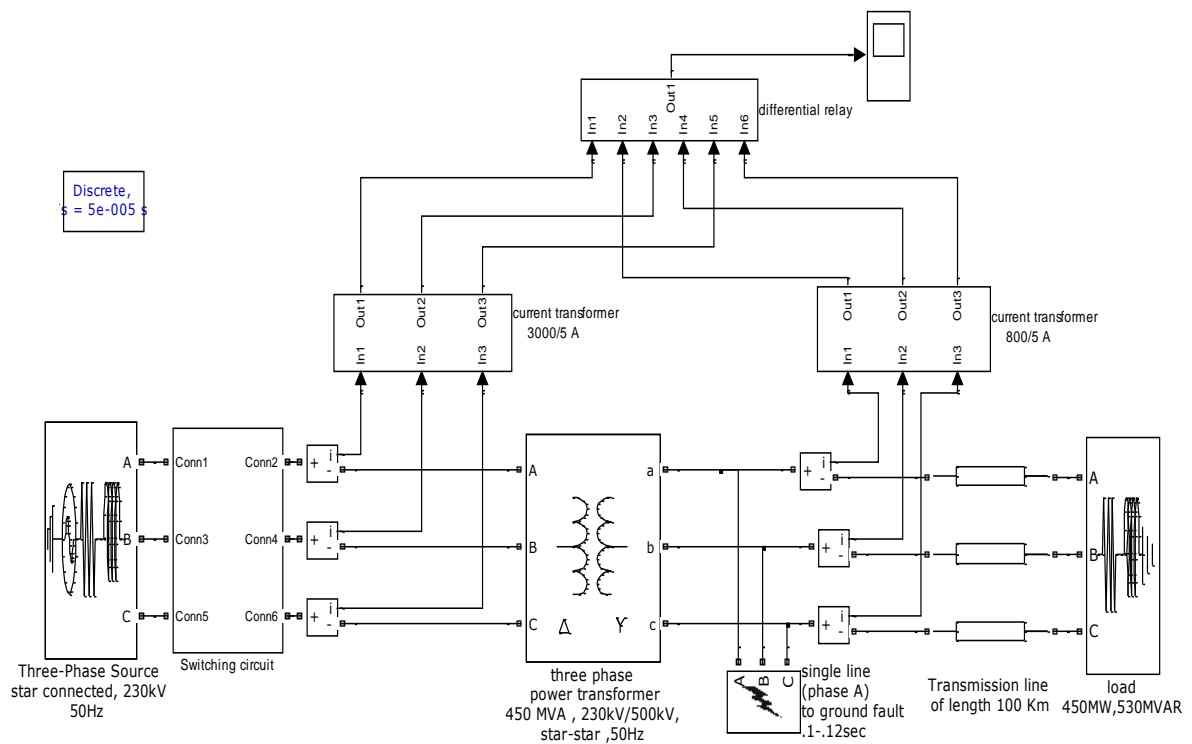 Out1
differential relay
In1
In2
In3
In4
In5
In6
Discrete,
s = 5e-005 s
Out1
Out2
Out3
current transformer
3000/5 A
In1
In2
In3
Out1
Out2
Out3
current transformer
800/5 A
In1
In2
In3
A
B
C
Conn1
Conn2
Conn3
Conn4
Conn5
Conn6
+
i
-
+
i
-
+
i
-
A
B
C
a
b
c
Δ
Y
+
i
-
+
i
-
+
i
-
A
B
C
A
B
C
Three-Phase Source
star connected, 230kV
50Hz
Switching circuit
three phase
power transformer
450 MVA , 230kV/500kV,
star-star ,50Hz
single line
(phase A)
to ground fault
.1-.12sec
Transmission line
of length 100 Km
load
450MW,530MVAR